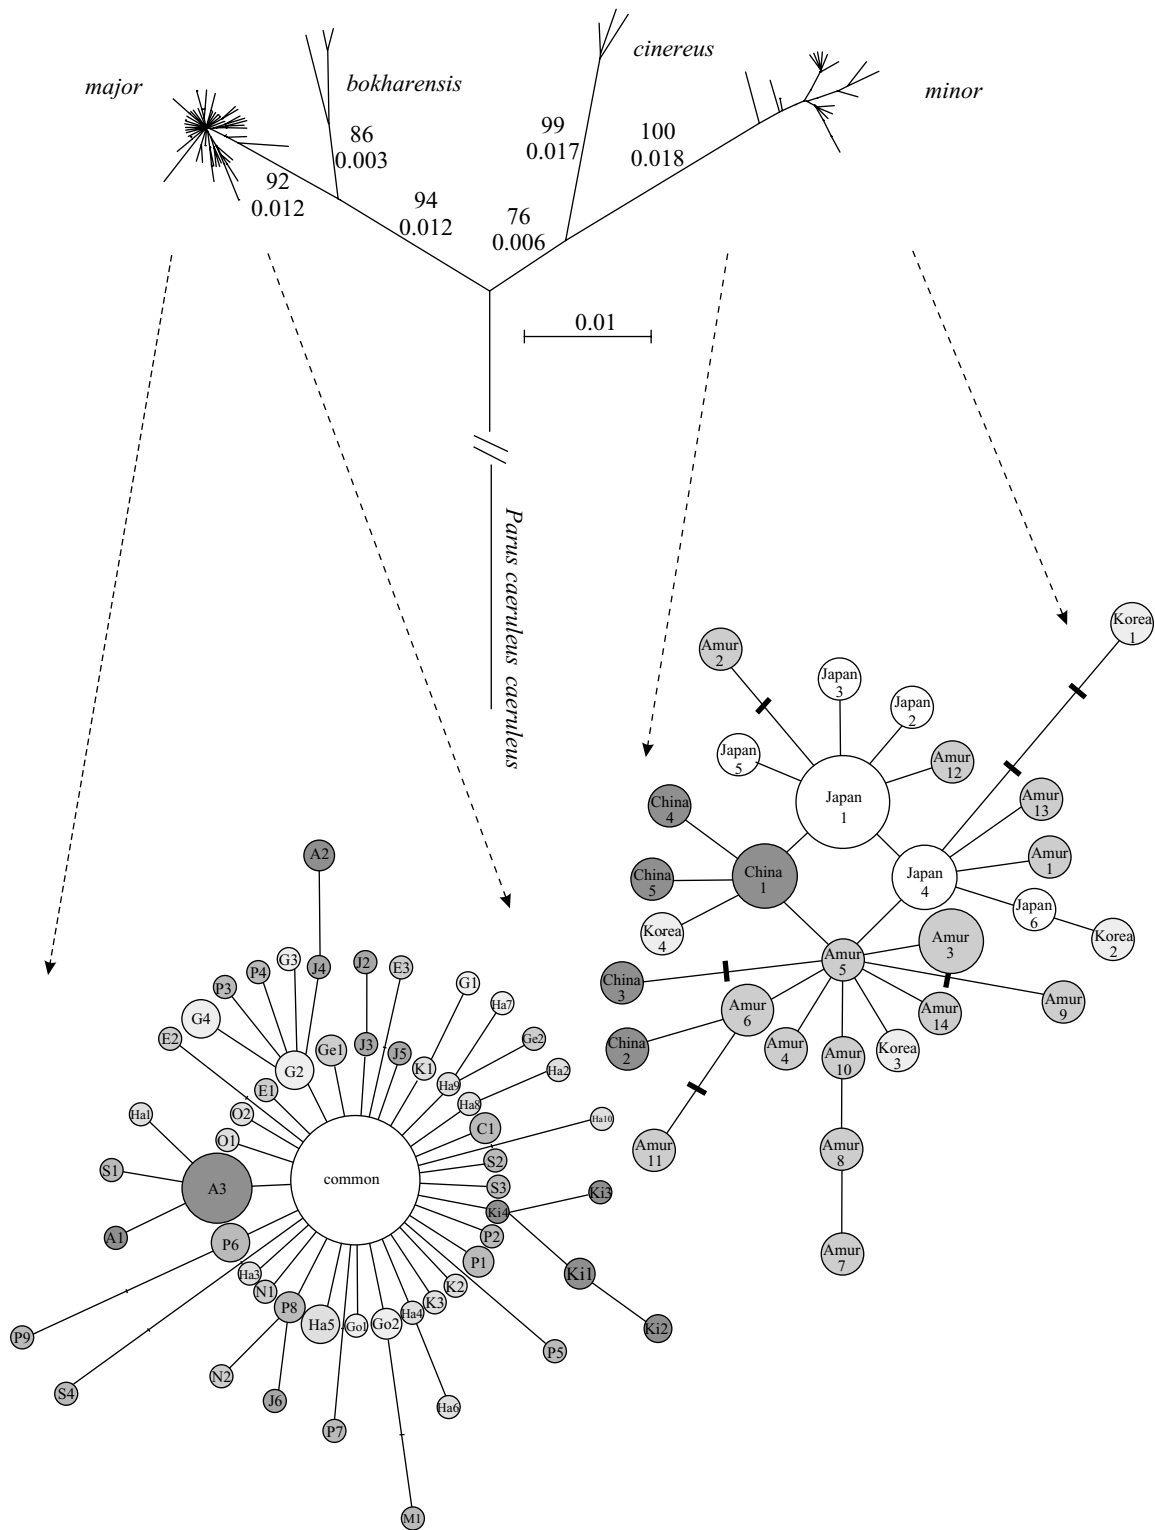 cinereus
major
bokharensis
minor
86
0.003
99
0.017
100
0.018
92
0.012
94
0.012
76
0.006
0.01
Parus caeruleus caeruleus
Korea
1
Amur
2
Japan
3
Japan
2
Japan
5
Amur
12
China
4
Japan
1
Amur
13
China
5
China
1
Japan
4
Amur
1
Japan
6
Korea
4
Korea
2
Amur
3
Amur
5
China
3
Amur
6
Amur
14
Amur
9
China
2
Amur
4
Korea
3
Amur
10
Amur
11
Amur
8
Amur
7
A2
G3
P4
J4
J2
E3
P3
G1
Ha7
G4
E2
Ge1
J3
J5
Ge2
G2
K1
Ha9
Ha2
E1
Ha8
Ha1
O2
C1
Ha10
O1
S1
S2
common
A3
S3
Ki3
Ki4
A1
P6
P2
P1
Ha3
Ki1
N1
K2
P8
K3
Ha4
Ha5
Go1
Go2
Ki2
P9
P5
N2
S4
J6
Ha6
P7
M1